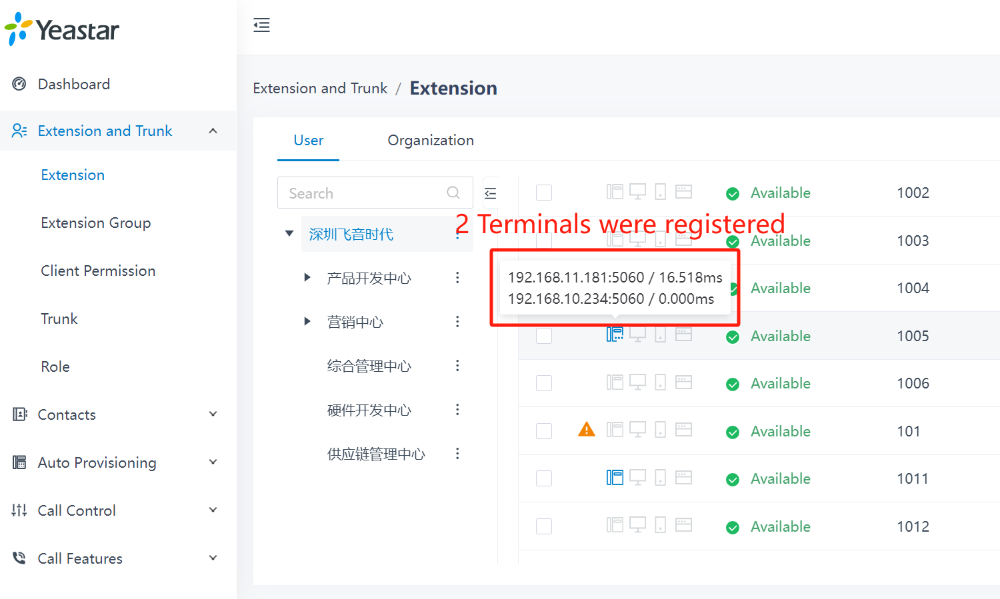 Yeastar
Dashboard
Extension and Trunk
Extension
Extension Group
Client Permission
Trunk
Role
Contacts
Auto Provisioning
Call Control
Call Features
Extension and Trunk / Extension
User
Organization
Search
深圳飞音时代
产品开发中心
营销中心
综合管理中心
硬件开发中心
供应链管理中心
Available 1002
2 Terminals were registered
Available 1003
192.168.11.181:5060 / 16.518ms
192.168.10.234:5060 / 0.000ms
Available 1004
Available 1005
Available 1006
Available 101
Available 1011
Available 1012